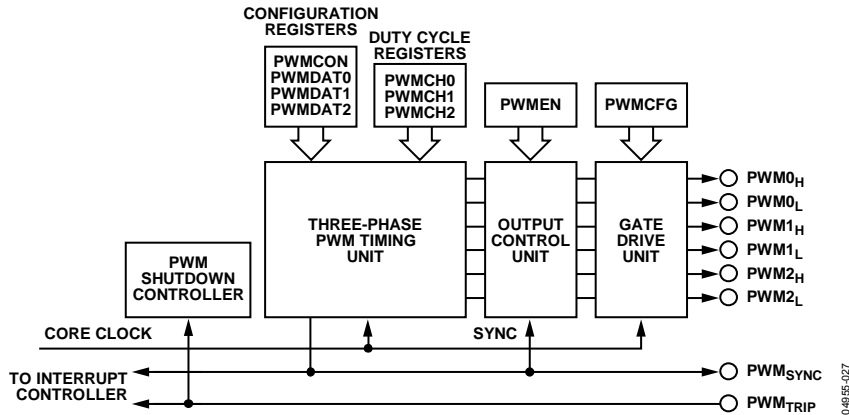 CONFIGURATION
REGISTERS
DUTY CYCLE
REGISTERS
PWMCON
PWMDAT0
PWMDAT1
PWMDAT2
PWMCH0
PWMCH1
PWMCH2
PWMEN
PWMCFG
THREE-PHASE
PWM TIMING
UNIT
OUTPUT
CONTROL
UNIT
GATE
DRIVE
UNIT
PWM0H
PWM0L
PWM1H
PWM1L
PWM2H
PWM2L
PWM
SHUTDOWN
CONTROLLER
CORE CLOCK
SYNC
TO INTERRUPT
CONTROLLER
PWMSYNC
PWMTRIP
04955-027